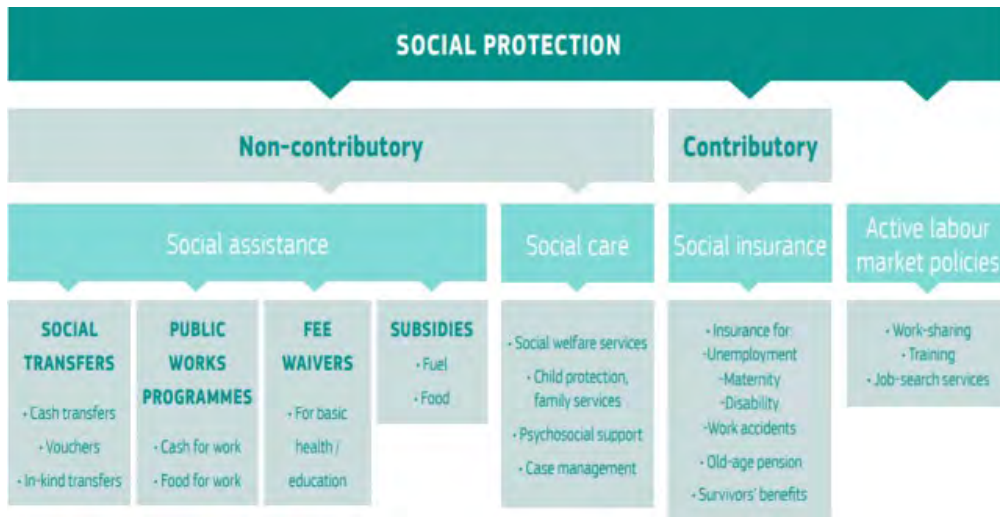 SOCIAL PROTECTION
Non-contributory
Contributory
Social assistance
Social care
Social insurance
Active labour
market policies
SOCIAL
TRANSFERS
• Cash transfers
• Vouchers
• In-kind transfers
PUBLIC
WORKS
PROGRAMMES
• Cash for work
• Food for work
FEE
WAIVERS
• For basic
health /
education
SUBSIDIES
• Fuel
• Food
• Social welfare services
• Child protection,
family services
• Psychosocial support
• Case management
• Insurance for:
-Unemployment
-Maternity
-Disability
-Work accidents
• Old-age pension
• Survivors' benefits
• Work-sharing
• Training
• Job-search services